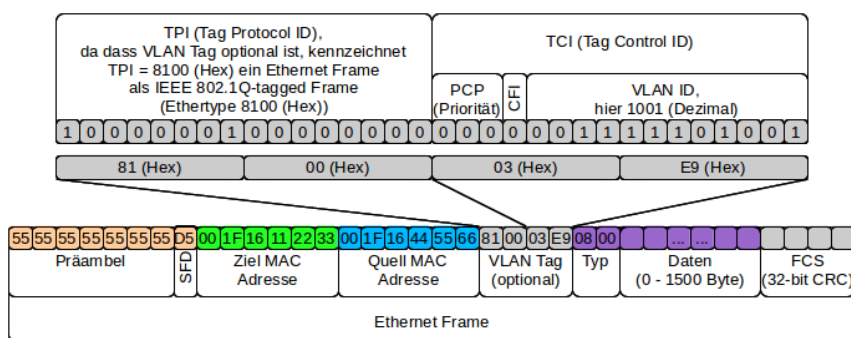 TPI (Tag Protocol ID),
da dass VLAN Tag optional ist, kennzeichnet
TPI = 8100 (Hex) ein Ethernet Frame
als IEEE 802.1Q-tagged Frame
(Ethertype 8100 (Hex))
TCI (Tag Control ID)
PCP
(Priorität)
CFI
VLAN ID,
hier 1001 (Dezimal)
1 0 0 0 0 0 0 1 0 0 0 0 0 0 0 0 0 0 0 0 0 0 1 1 1 1 1 0 1 0 0 1
81 (Hex) 00 (Hex) 03 (Hex) E9 (Hex)
55 55 55 55 55 55 55 D5 00 1F 16 11 22 33 00 1F 16 44 55 66 81 00 03 E9 08 00 ... ...
Präambel
SFD
Ziel MAC
Adresse
Quell MAC
Adresse
VLAN Tag
(optional)
Typ
Daten
(0 - 1500 Byte)
FCS
(32-bit CRC)
Ethernet Frame